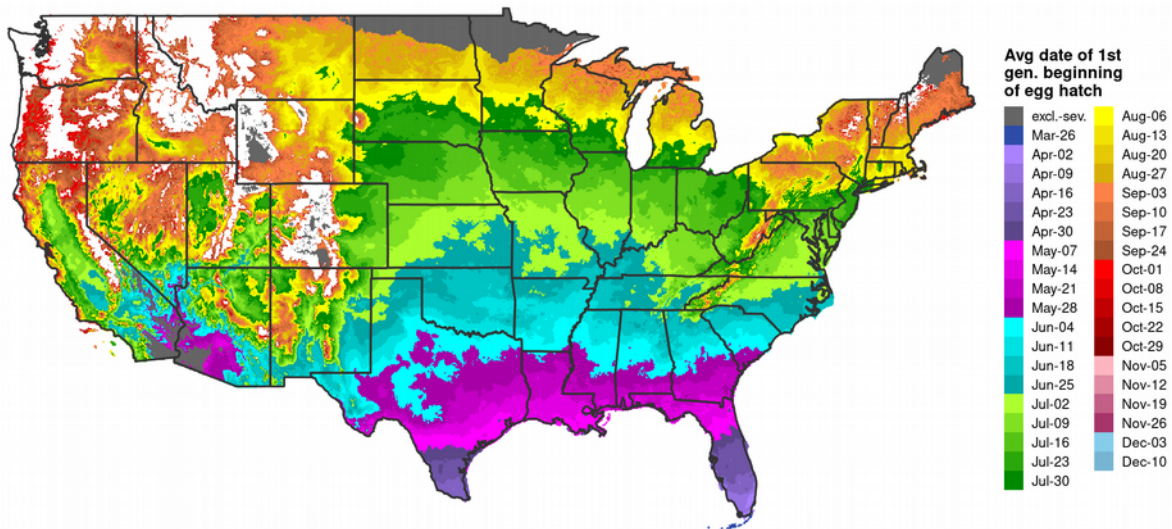 Avg date of 1st
gen. beginning
of egg hatch
excl.-sev.
Mar-26
Apr-02
Apr-09
Apr-16
Apr-23
Apr-30
May-07
May-14
May-21
May-28
Jun-04
Jun-11
Jun-18
Jun-25
Jul-02
Jul-09
Jul-16
Jul-23
Jul-30
Aug-06
Aug-13
Aug-20
Aug-27
Sep-03
Sep-10
Sep-17
Sep-24
Oct-01
Oct-08
Oct-15
Oct-22
Oct-29
Nov-05
Nov-12
Nov-19
Nov-26
Dec-03
Dec-10